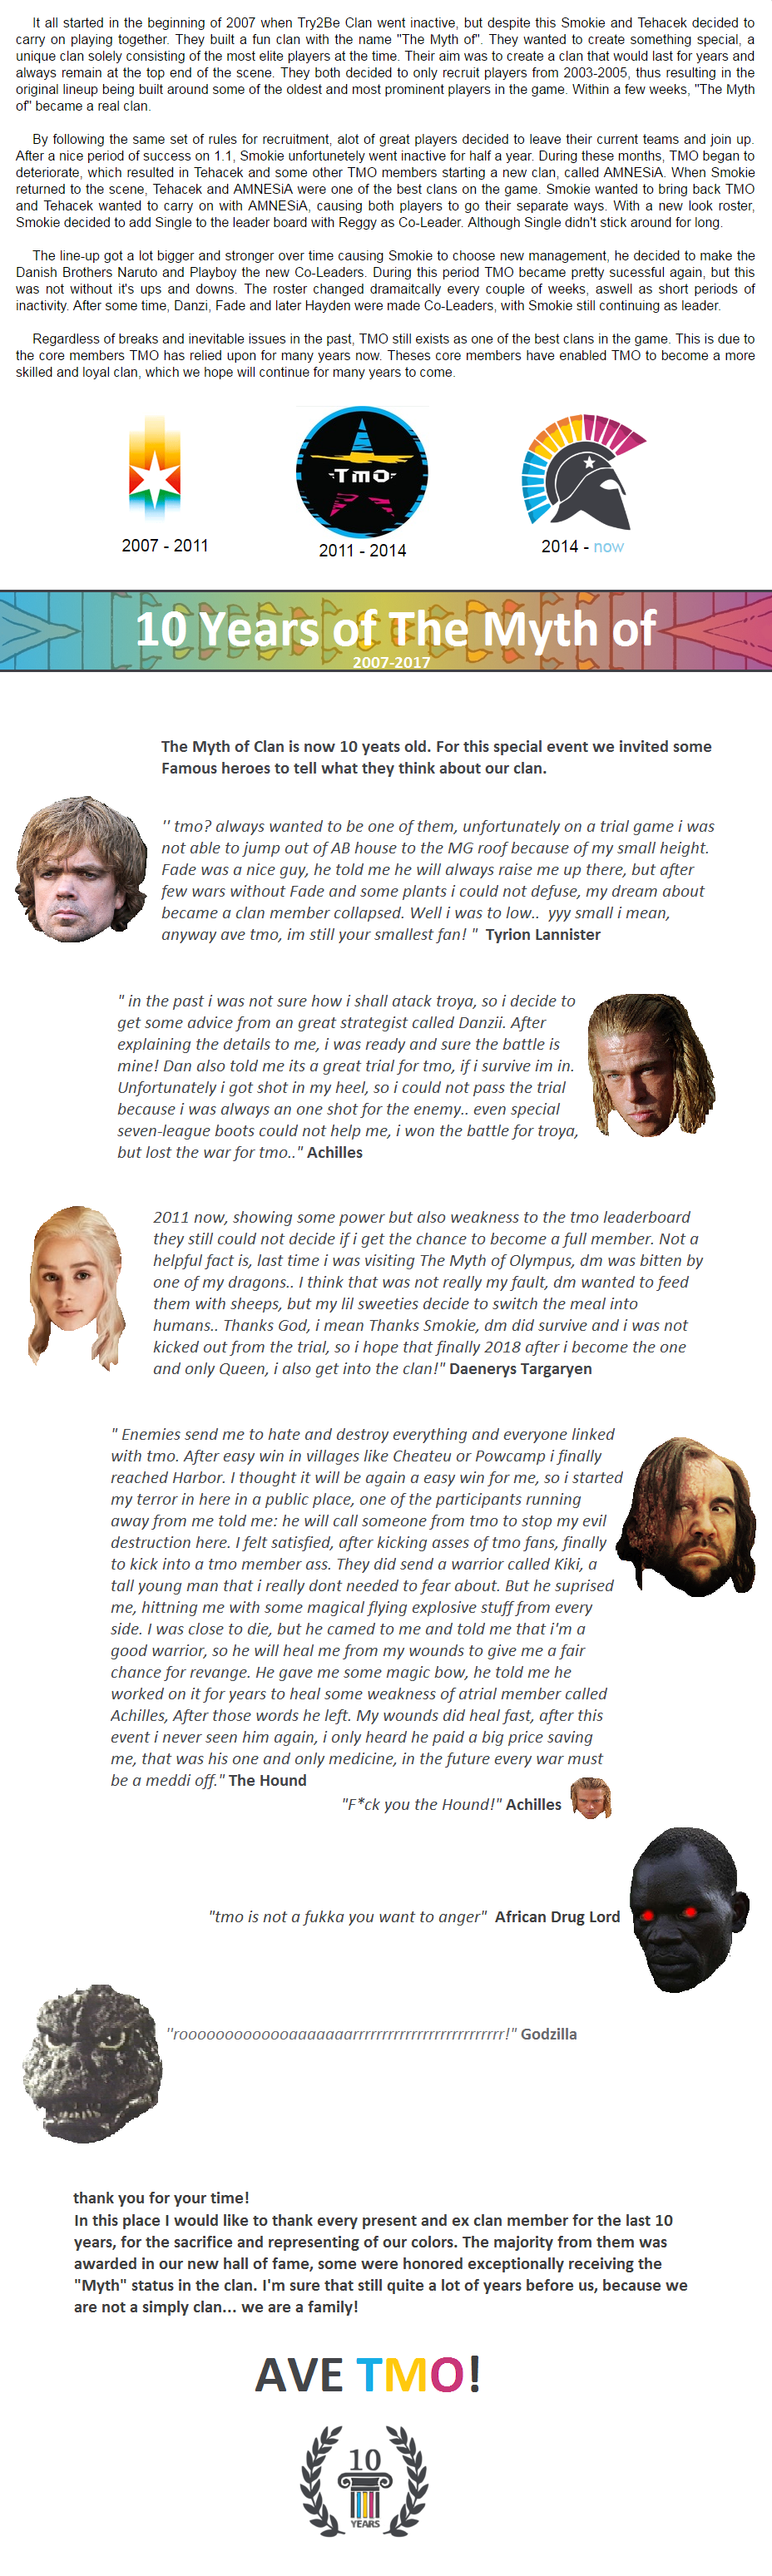 It all started in the beginning of 2007 when Try2Be Clan went inactive, but despite this Smokie and Tehacek decided to
carry on playing together. They built a fun clan with the name "The Myth of". They wanted to create something special, a
unique clan solely consisting of the most elite players at the time. Their aim was to create a clan that would last for years and
always remain at the top end of the scene. They both decided to only recruit players from 2003-2005, thus resulting in the
original lineup being built around some of the oldest and most prominent players in the game. Within a few weeks, "The Myth
of" became a real clan.
By following the same set of rules for recruitment, alot of great players decided to leave their current teams and join up.
After a nice period of success on 1.1, Smokie unfortunetely went inactive for half a year. During these months, TMO began to
deteriorate, which resulted in Tehacek and some other TMO members starting a new clan, called AMNESiA. When Smokie
returned to the scene, Tehacek and AMNESiA were one of the best clans on the game. Smokie wanted to bring back TMO
and Tehacek wanted to carry on with AMNESiA, causing both players to go their separate ways. With a new look roster,
Smokie decided to add Single to the leader board with Reggy as Co-Leader. Although Single didn't stick around for long.
The line-up got a lot bigger and stronger over time causing Smokie to choose new management, he decided to make the
Danish Brothers Naruto and Playboy the new Co-Leaders. During this period TMO became pretty sucessful again, but this
was not without it's ups and downs. The roster changed dramaitcally every couple of weeks, aswell as short periods of
inactivity. After some time, Danzi, Fade and later Hayden were made Co-Leaders, with Smokie still continuing as leader.
Regardless of breaks and inevitable issues in the past, TMO still exists as one of the best clans in the game. This is due to
the core members TMO has relied upon for many years now. Theses core members have enabled TMO to become a more
skilled and loyal clan, which we hope will continue for many years to come.
-TmO-
2007 - 2011
2011 - 2014
2014 - now
10 Years of The Myth of
2007-2017
The Myth of Clan is now 10 yeats old. For this special event we invited some
Famous heroes to tell what they think about our clan.
'' tmo? always wanted to be one of them, unfortunately on a trial game i was
not able to jump out of AB house to the MG roof because of my small height.
Fade was a nice guy, he told me he will always raise me up there, but after
few wars without Fade and some plants i could not defuse, my dream about
became a clan member collapsed. Well i was to low.. yyy small i mean,
anyway ave tmo, im still your smallest fan! " Tyrion Lannister
" in the past i was not sure how i shall atack troya, so i decide to
get some advice from an great strategist called Danzii. After
explaining the details to me, i was ready and sure the battle is
mine! Dan also told me its a great trial for tmo, if i survive im in.
Unfortunately i got shot in my heel, so i could not pass the trial
because i was always an one shot for the enemy.. even special
seven-league boots could not help me, i won the battle for troya,
but lost the war for tmo.." Achilles
2011 now, showing some power but also weakness to the tmo leaderboard
they still could not decide if i get the chance to become a full member. Not a
helpful fact is, last time i was visiting The Myth of Olympus, dm was bitten by
one of my dragons.. I think that was not really my fault, dm wanted to feed
them with sheeps, but my lil sweeties decide to switch the meal into
humans.. Thanks God, i mean Thanks Smokie, dm did survive and i was not
kicked out from the trial, so i hope that finally 2018 after i become the one
and only Queen, i also get into the clan!" Daenerys Targaryen
" Enemies send me to hate and destroy everything and everyone linked
with tmo. After easy win in villages like Cheateu or Powcamp i finally
reached Harbor. I thought it will be again a easy win for me, so i started
my terror in here in a public place, one of the participants running
away from me told me: he will call someone from tmo to stop my evil
destruction here. I felt satisfied, after kicking asses of tmo fans, finally
to kick into a tmo member ass. They did send a warrior called Kiki, a
tall young man that i really dont needed to fear about. But he suprised
me, hittning me with some magical flying explosive stuff from every
side. I was close to die, but he camed to me and told me that i'm a
good warrior, so he will heal me from my wounds to give me a fair
chance for revange. He gave me some magic bow, he told me he
worked on it for years to heal some weakness of atrial member called
Achilles, After those words he left. My wounds did heal fast, after this
event i never seen him again, i only heard he paid a big price saving
me, that was his one and only medicine, in the future every war must
be a meddi off." The Hound
"F*ck you the Hound!" Achilles
"tmo is not a fukka you want to anger" African Drug Lord
"rooooooooooooaaaaaaarrrrrrrrrrrrrrrrrrrrrrrrrr!" Godzilla
thank you for your time!
In this place I would like to thank every present and ex clan member for the last 10
years, for the sacrifice and representing of our colors. The majority from them was
awarded in our new hall of fame, some were honored exceptionally receiving the
"Myth" status in the clan. I'm sure that still quite a lot of years before us, because we
are not a simply clan... we are a family!
AVE TMO!
10
YEARS